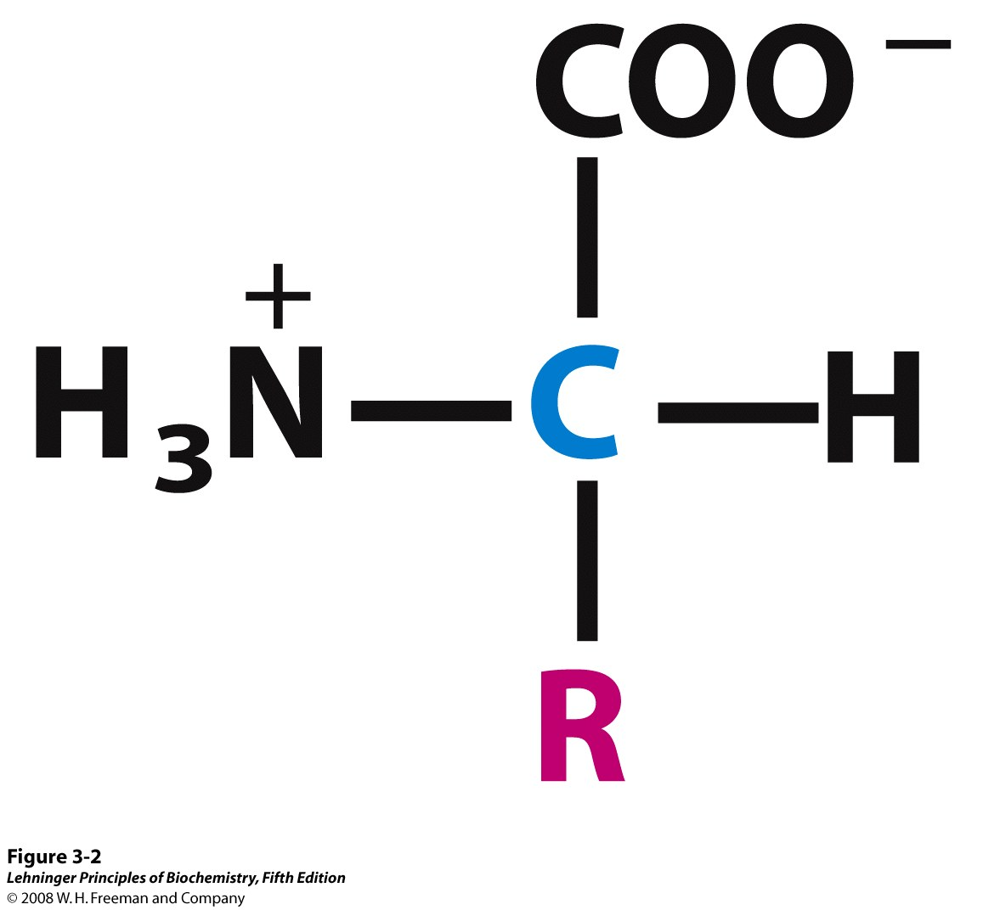 COO⁻
+
H₃N — C — H
R
Figure 3-2
Lehninger Principles of Biochemistry, Fifth Edition
© 2008 W. H. Freeman and Company